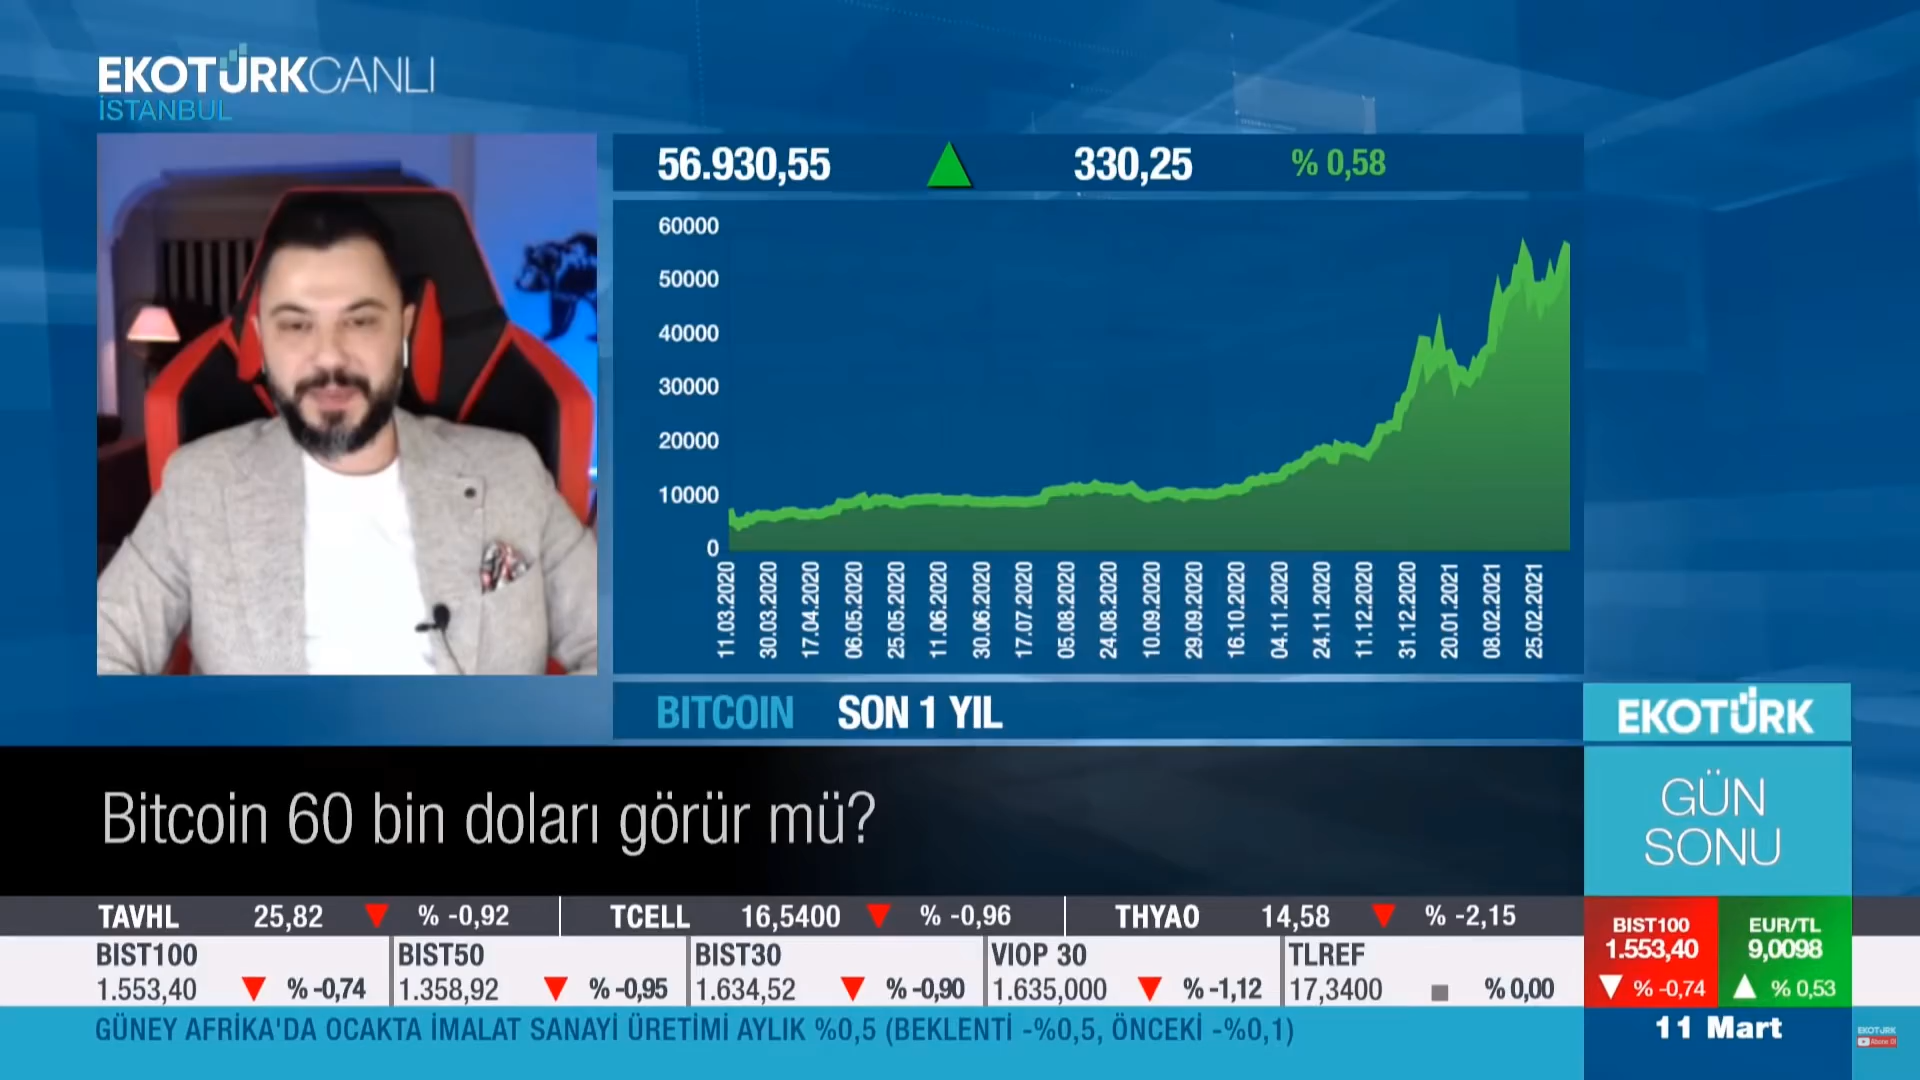 EKOTÜRK CANLI
İSTANBUL
56.930,55 330,25 % 0,58
60000
50000
40000
30000
20000
10000
0
11.03.2020
30.03.2020
17.04.2020
06.05.2020
25.05.2020
11.06.2020
30.06.2020
17.07.2020
05.08.2020
24.08.2020
10.09.2020
29.09.2020
16.10.2020
04.11.2020
24.11.2020
11.12.2020
31.12.2020
20.01.2021
08.02.2021
25.02.2021
BITCOIN SON 1 YIL
EKOTÜRK
GÜN
SONU
Bitcoin 60 bin doları görür mü?
TAVHL 25,82 % -0,92 TCELL 16,5400 % -0,96 THYAO 14,58 % -2,15
BIST100 BIST50 BIST30 VIOP 30 TLREF
1.553,40 % -0,74 1.358,92 % -0,95 1.634,52 % -0,90 1.635,000 % -1,12 17,3400 % 0,00
BIST100 EUR/TL
1.553,40 9,0098
% -0,74 % 0,53
GÜNEY AFRİKA'DA OCAKTA İMALAT SANAYİ ÜRETİMİ AYLIK %0,5 (BEKLENTİ -%0,5, ÖNCEKİ -%0,1)
11 Mart
EKOTÜRK
Abone Ol